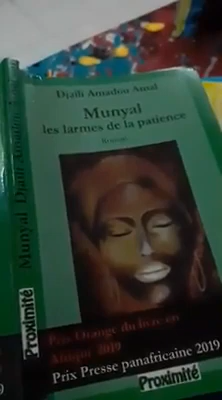 Djaïli Amadou Amal
Munyal
les larmes de la patience
Roman
Prix Orange du livre en
Afrique 2019
Prix Presse panafricaine 2019
Proximité
Munyal Djaïli Amadou
Proximité